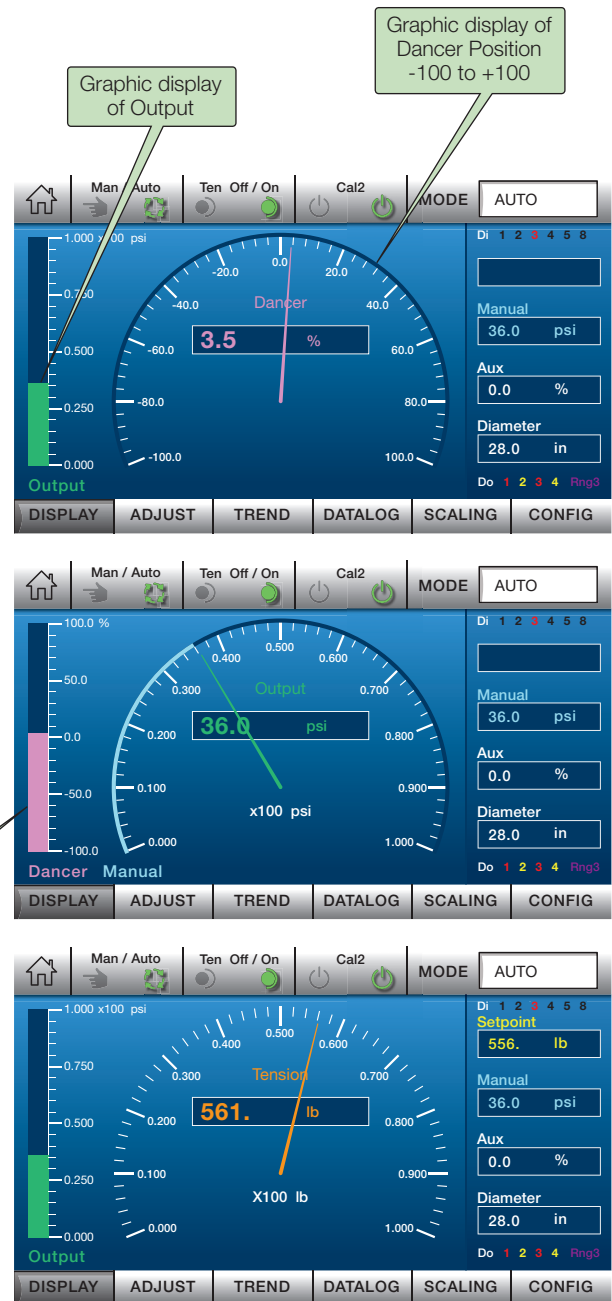 Graphic display of
Dancer Position
-100 to +100
Graphic display
of Output
Man / Auto
Ten Off / On
Cal2
MODE
AUTO
1.000 x100 psi
0.750
0.500
0.250
0.000
Output
-100.0
-80.0
-60.0
-40.0
-20.0
0.0
20.0
40.0
60.0
80.0
100.0
Dancer
3.5 %
Di 1 2 3 4 5 8
Manual
36.0 psi
Aux
0.0 %
Diameter
28.0 in
Do 1 2 3 4 Rng3
DISPLAY ADJUST TREND DATALOG SCALING CONFIG
Man / Auto
Ten Off / On
Cal2
MODE
AUTO
100.0 %
50.0
0.0
-50.0
-100.0
Dancer Manual
0.000
0.100
0.200
0.300
0.400
0.500
0.600
0.700
0.800
0.900
1.000
Output
36.0 psi
x100 psi
Di 1 2 3 4 5 8
Manual
36.0 psi
Aux
0.0 %
Diameter
28.0 in
Do 1 2 3 4 Rng3
DISPLAY ADJUST TREND DATALOG SCALING CONFIG
Man / Auto
Ten Off / On
Cal2
MODE
AUTO
1.000 x100 psi
0.750
0.500
0.250
0.000
Output
0.000
0.100
0.200
0.300
0.400
0.500
0.600
0.700
0.800
0.900
1.000
Tension
561. lb
X100 lb
Di 1 2 3 4 5 8
Setpoint
556. lb
Manual
36.0 psi
Aux
0.0 %
Diameter
28.0 in
Do 1 2 3 4 Rng3
DISPLAY ADJUST TREND DATALOG SCALING CONFIG